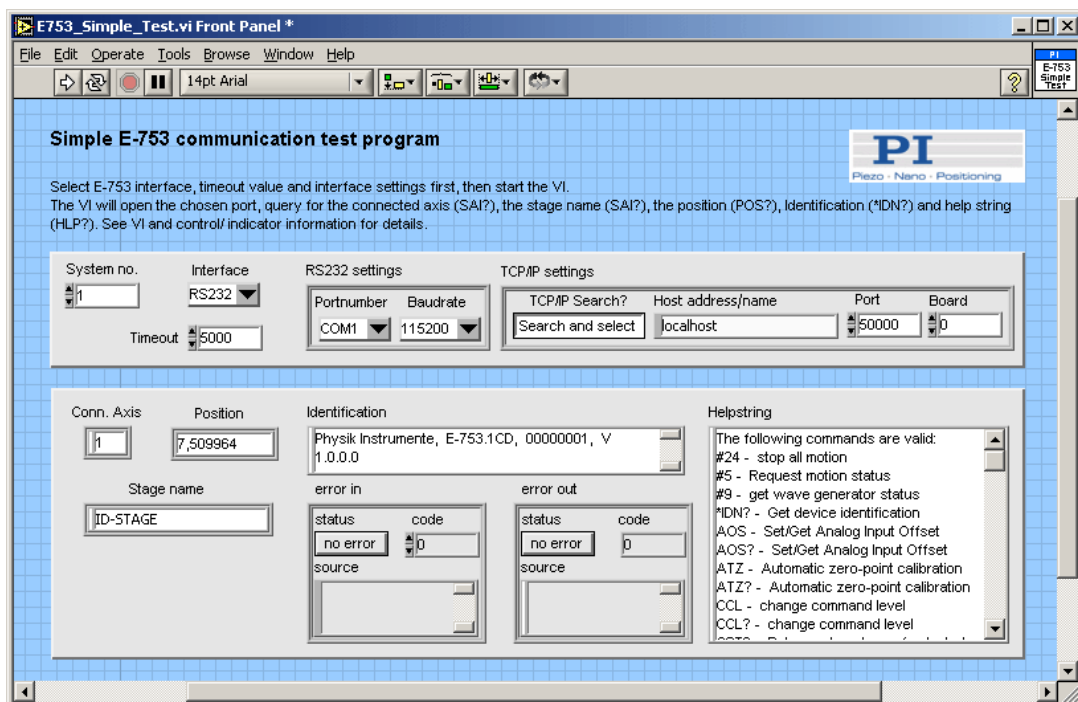 E753_Simple_Test.vi Front Panel *
File Edit Operate Tools Browse Window Help
14pt Arial
PI
E-753
Simple
Test
Simple E-753 communication test program
PI
Piezo · Nano · Positioning
Select E-753 interface, timeout value and interface settings first, then start the VI.
The VI will open the chosen port, query for the connected axis (SAI?), the stage name (SAI?), the position (POS?), Identification (*IDN?) and help string
(HLP?). See VI and control/ indicator information for details.
System no. Interface RS232 settings TCP/IP settings
1 RS232
Portnumber Baudrate TCP/IP Search? Host address/name Port Board
COM1 115200 Search and select localhost 50000 0
Timeout 5000
Conn. Axis Position Identification Helpstring
1 7,509964
Physik Instrumente, E-753.1CD, 00000001, V
1.0.0.0
Stage name
ID-STAGE
error in error out
status code status code
no error 0 no error 0
source source
The following commands are valid:
#24 - stop all motion
#5 - Request motion status
#9 - get wave generator status
*IDN? - Get device identification
AOS - Set/Get Analog Input Offset
AOS? - Set/Get Analog Input Offset
ATZ - Automatic zero-point calibration
ATZ? - Automatic zero-point calibration
CCL - change command level
CCL? - change command level